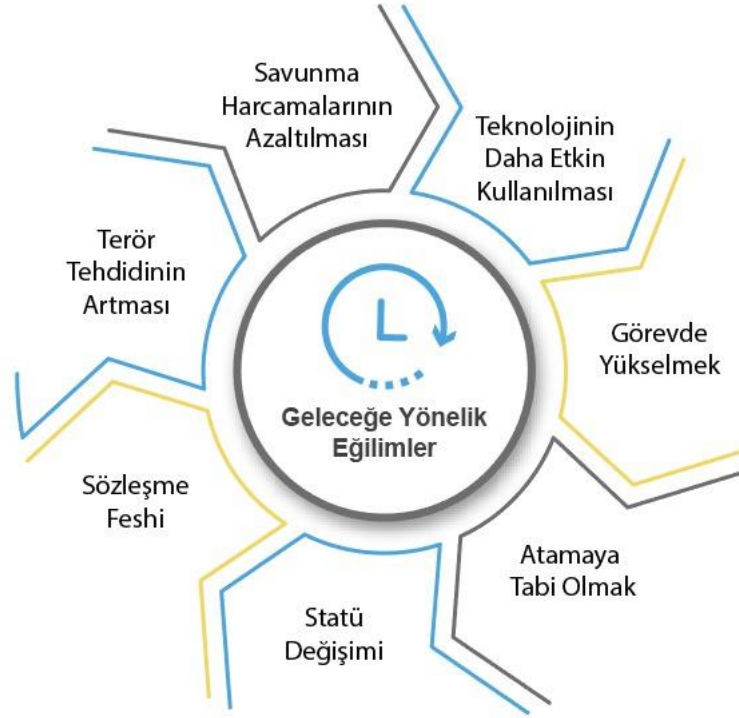 Savunma
Harcamalarının
Azaltılması
Teknolojinin
Daha Etkin
Kullanılması
Görevde
Yükselmek
Atamaya
Tabi Olmak
Statü
Değişimi
Sözleşme
Feshi
Terör
Tehdidinin
Artması
Geleceğe Yönelik
Eğilimler